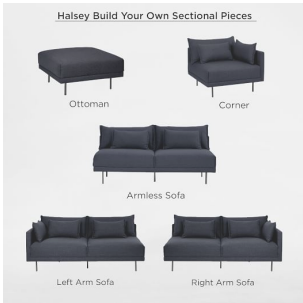 Halsey Build Your Own Sectional Pieces
Ottoman
Corner
Armless Sofa
Left Arm Sofa
Right Arm Sofa